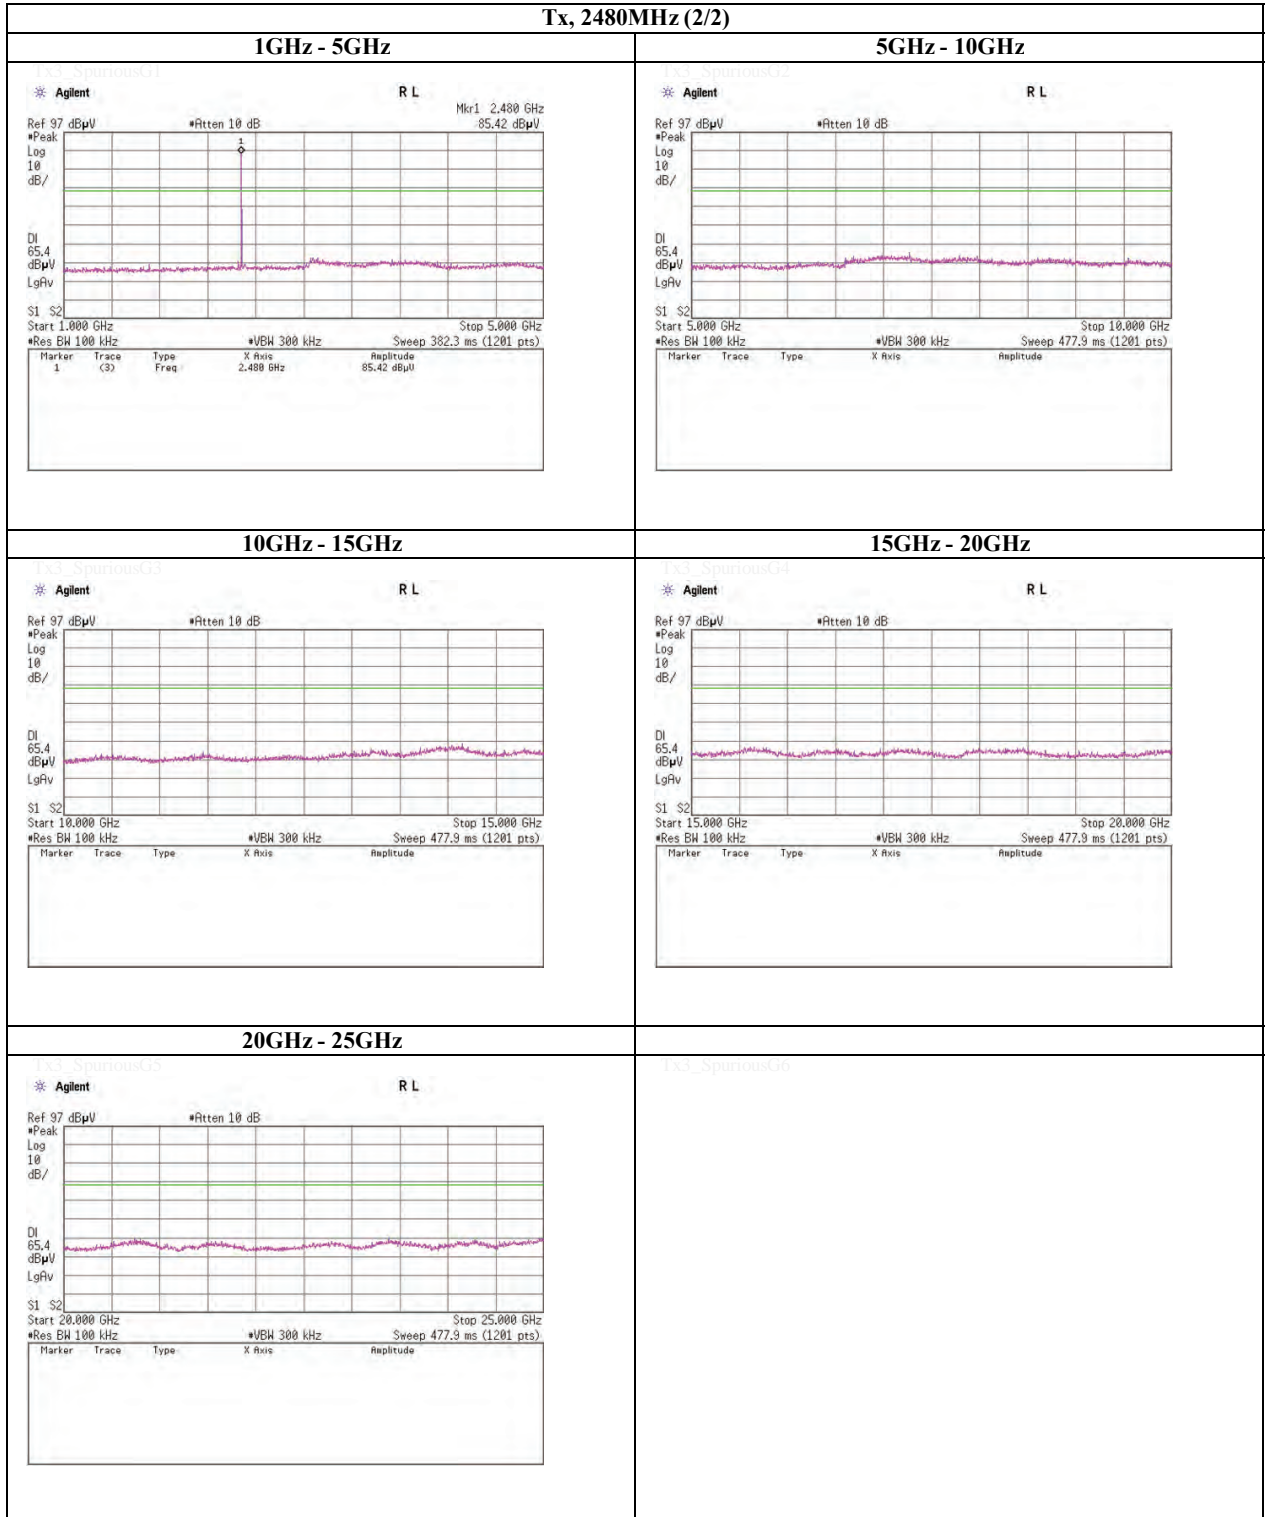 Tx, 2480MHz (2/2)
1GHz - 5GHz
Tx3_SpuriousG1
Agilent R L
Mkr1 2.480 GHz
Ref 97 dBµV #Atten 10 dB 85.42 dBµV
#Peak
1
Log
10
dB/
DI
65.4
dBµV
LgAv
S1 S2
Start 1.000 GHz Stop 5.000 GHz
#Res BW 100 kHz #VBW 300 kHz Sweep 382.3 ms (1201 pts)
Marker Trace Type X Axis Amplitude
1 (3) Freq 2.480 GHz 85.42 dBµV
5GHz - 10GHz
Tx3_SpuriousG2
Agilent R L
Ref 97 dBµV #Atten 10 dB
#Peak
Log
10
dB/
DI
65.4
dBµV
LgAv
S1 S2
Start 5.000 GHz Stop 10.000 GHz
#Res BW 100 kHz #VBW 300 kHz Sweep 477.9 ms (1201 pts)
Marker Trace Type X Axis Amplitude
10GHz - 15GHz
Tx3_SpuriousG3
Agilent R L
Ref 97 dBµV #Atten 10 dB
#Peak
Log
10
dB/
DI
65.4
dBµV
LgAv
S1 S2
Start 10.000 GHz Stop 15.000 GHz
#Res BW 100 kHz #VBW 300 kHz Sweep 477.9 ms (1201 pts)
Marker Trace Type X Axis Amplitude
15GHz - 20GHz
Tx3_SpuriousG4
Agilent R L
Ref 97 dBµV #Atten 10 dB
#Peak
Log
10
dB/
DI
65.4
dBµV
LgAv
S1 S2
Start 15.000 GHz Stop 20.000 GHz
#Res BW 100 kHz #VBW 300 kHz Sweep 477.9 ms (1201 pts)
Marker Trace Type X Axis Amplitude
20GHz - 25GHz
Tx3_SpuriousG5
Agilent R L
Ref 97 dBµV #Atten 10 dB
#Peak
Log
10
dB/
DI
65.4
dBµV
LgAv
S1 S2
Start 20.000 GHz Stop 25.000 GHz
#Res BW 100 kHz #VBW 300 kHz Sweep 477.9 ms (1201 pts)
Marker Trace Type X Axis Amplitude
Tx3_SpuriousG6